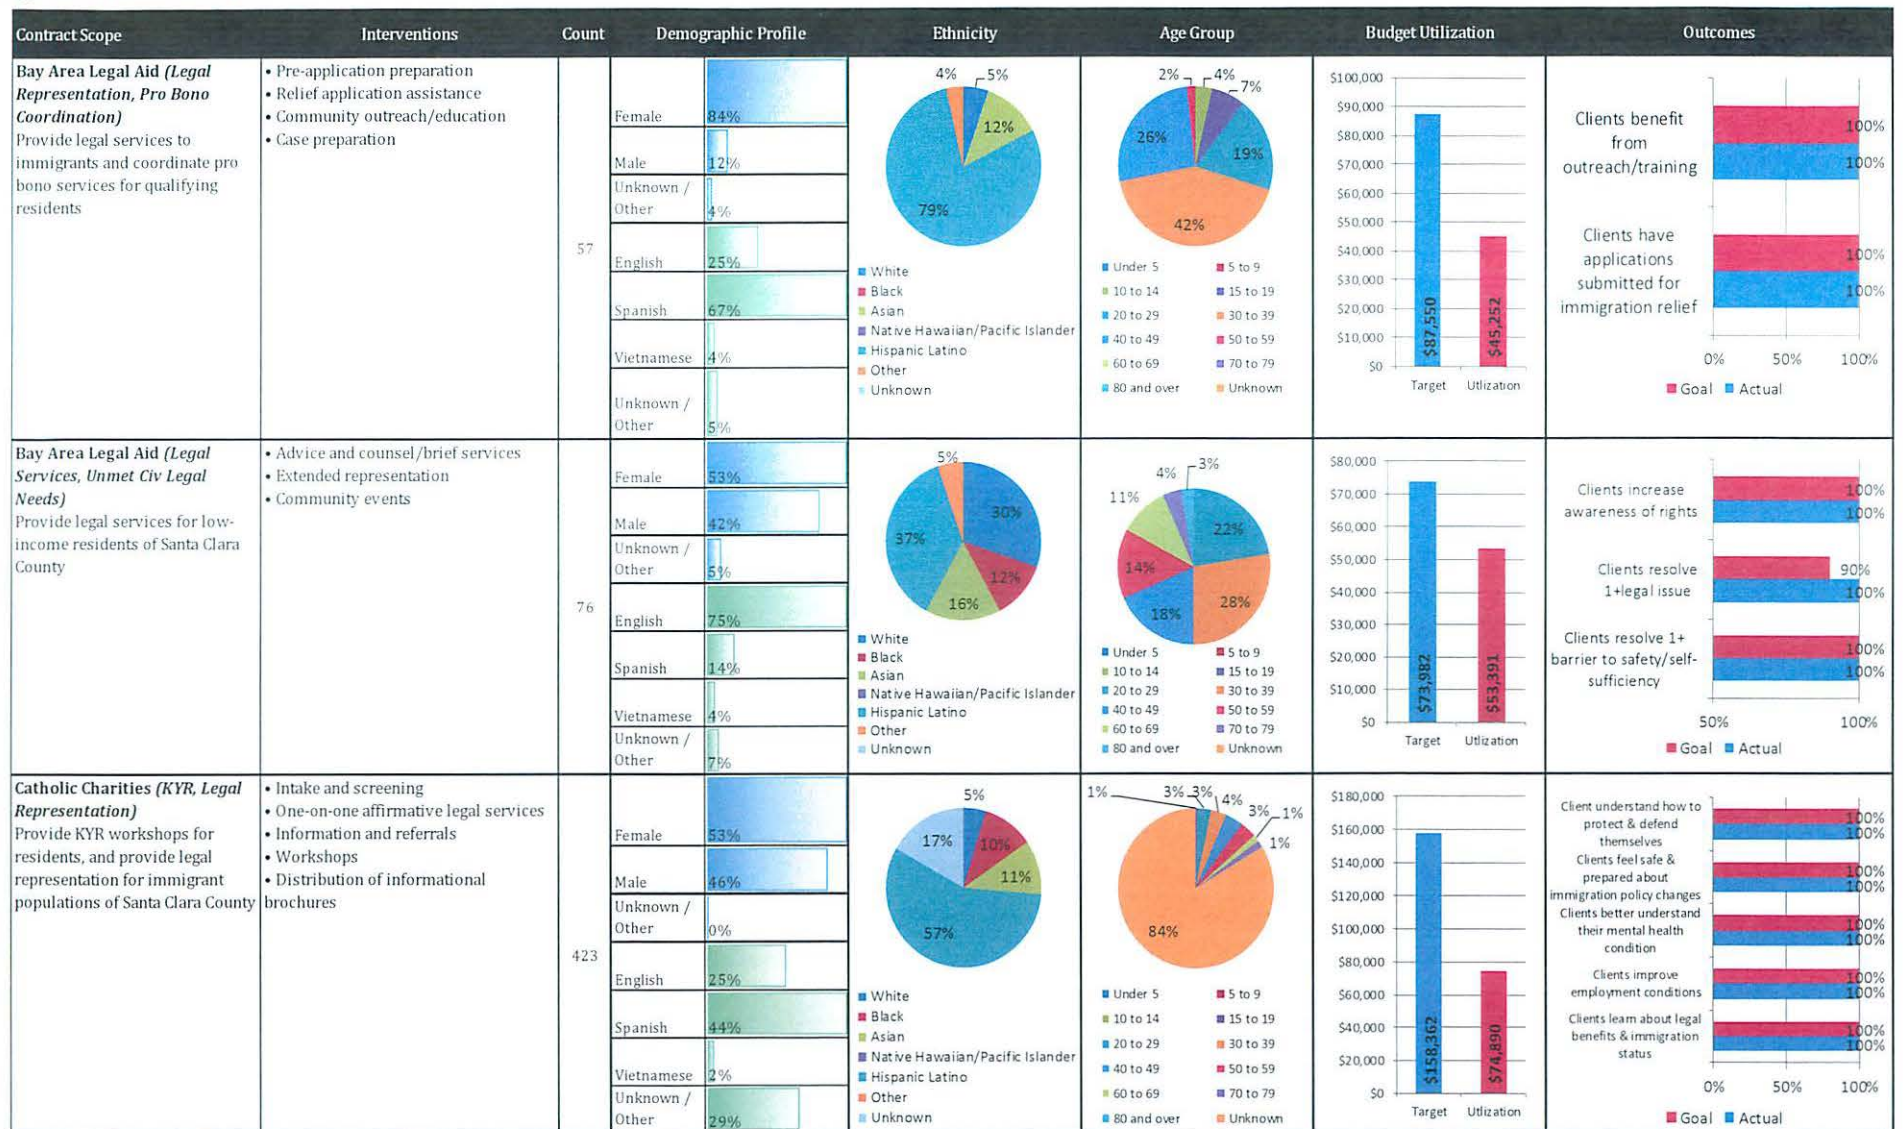 Contract Scope
Interventions
Count
Demographic Profile
Ethnicity
Age Group
Budget Utilization
Outcomes
Bay Area Legal Aid (Legal
Representation, Pro Bono
Coordination)
Provide legal services to
immigrants and coordinate pro
bono services for qualifying
residents
• Pre-application preparation
• Relief application assistance
• Community outreach/education
• Case preparation
57
Female 84%
Male 12%
Unknown /
Other 4%
English 25%
Spanish 67%
Vietnamese 4%
Unknown /
Other 5%
4% 5%
12%
79%
White
Black
Asian
Native Hawaiian/Pacific Islander
Hispanic Latino
Other
Unknown
2% 4%
7%
26%
19%
42%
Under 5 5 to 9
10 to 14 15 to 19
20 to 29 30 to 39
40 to 49 50 to 59
60 to 69 70 to 79
80 and over Unknown
$100,000
$90,000
$80,000
$70,000
$60,000
$50,000
$40,000
$30,000
$20,000
$10,000
$0
$87,550
$45,252
Target Utlization
Clients benefit
from
outreach/training
100%
100%
Clients have
applications
submitted for
immigration relief
100%
100%
0% 50% 100%
Goal Actual
Bay Area Legal Aid (Legal
Services, Unmet Civ Legal
Needs)
Provide legal services for low-
income residents of Santa Clara
County
• Advice and counsel/brief services
• Extended representation
• Community events
76
Female 53%
Male 42%
Unknown /
Other 5%
English 75%
Spanish 14%
Vietnamese 4%
Unknown /
Other 7%
5%
30%
37%
12%
16%
White
Black
Asian
Native Hawaiian/Pacific Islander
Hispanic Latino
Other
Unknown
3%
4%
11%
22%
14%
28%
18%
Under 5 5 to 9
10 to 14 15 to 19
20 to 29 30 to 39
40 to 49 50 to 59
60 to 69 70 to 79
80 and over Unknown
$80,000
$70,000
$60,000
$50,000
$40,000
$30,000
$20,000
$10,000
$0
$73,982
$53,391
Target Utlization
Clients increase
awareness of rights
100%
100%
Clients resolve
1+legal issue
90%
100%
Clients resolve 1+
barrier to safety/self-
sufficiency
100%
100%
50% 100%
Goal Actual
Catholic Charities (KYR, Legal
Representation)
Provide KYR workshops for
residents, and provide legal
representation for immigrant
populations of Santa Clara County
• Intake and screening
• One-on-one affirmative legal services
• Information and referrals
• Workshops
• Distribution of informational
brochures
423
Female 53%
Male 46%
Unknown /
Other 0%
English 25%
Spanish 44%
Vietnamese 2%
Unknown /
Other 29%
5%
17%
10%
11%
57%
White
Black
Asian
Native Hawaiian/Pacific Islander
Hispanic Latino
Other
Unknown
1% 3% 3% 4%
3% 1%
1%
84%
Under 5 5 to 9
10 to 14 15 to 19
20 to 29 30 to 39
40 to 49 50 to 59
60 to 69 70 to 79
80 and over Unknown
$180,000
$160,000
$140,000
$120,000
$100,000
$80,000
$60,000
$40,000
$20,000
$0
$158,362
$74,890
Target Utlization
Client understand how to
protect & defend
themselves
100%
100%
Clients feel safe &
prepared about
immigration policy changes
100%
100%
Clients better understand
their mental health
condition
100%
100%
Clients improve
employment conditions
100%
100%
Clients learn about legal
benefits & immigration
status
100%
100%
0% 50% 100%
Goal Actual